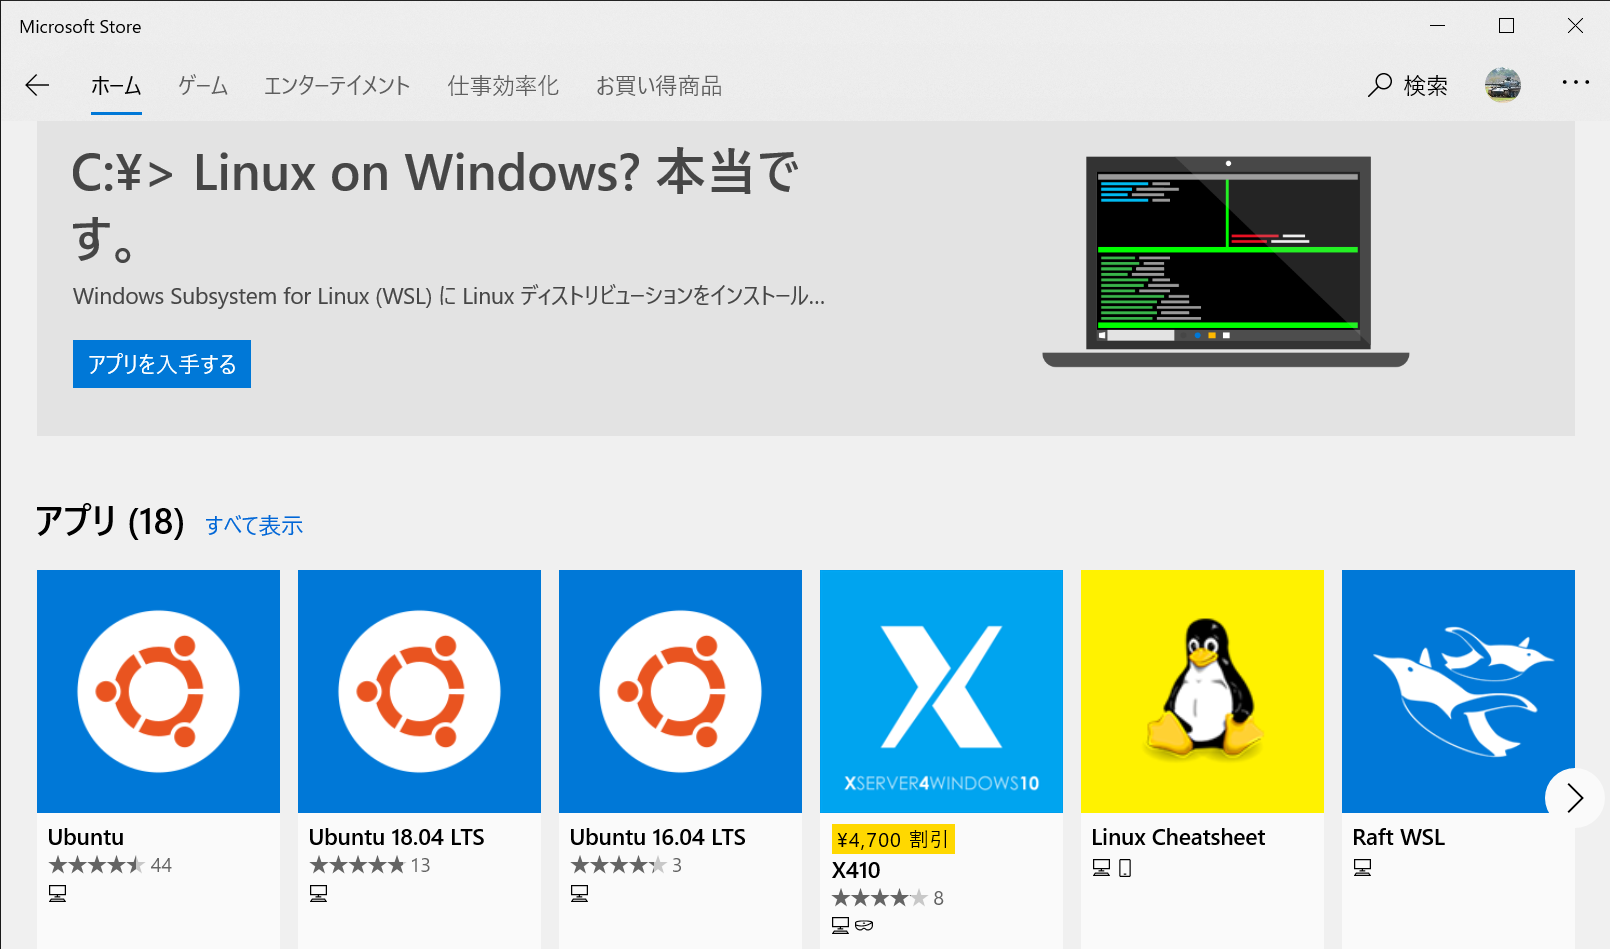 Microsoft Store
ホーム ゲーム エンターテイメント 仕事効率化 お買い得商品 検索
C:¥> Linux on Windows? 本当で
す。
Windows Subsystem for Linux (WSL) に Linux ディストリビューションをインストール...
アプリを入手する
アプリ (18) すべて表示
XSERVER4WINDOWS10
Ubuntu
44
Ubuntu 18.04 LTS
13
Ubuntu 16.04 LTS
3
¥4,700 割引
X410
8
Linux Cheatsheet
Raft WSL